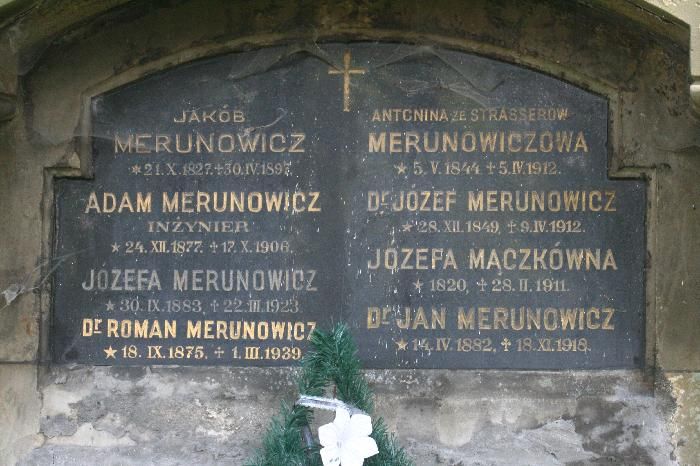 JAKÓB
MERUNOWICZ
*21.X.1827.✝30.IV.1897.
ADAM MERUNOWICZ
INŻYNIER
* 24.XII.1877. ✝17.X.1906.
JÓZEFA MERUNOWICZ
* 30.IX.1883, ✝22.III.1923.
DR ROMAN MERUNOWICZ
* 18.IX.1875. ✝1.III.1939.
ANTONINA ZE STRASSERÓW
MERUNOWICZOWA
* 5.V.1844 ✝5.IV.1912.
DR JÓZEF MERUNOWICZ
*28.XII.1849, ✝9.IV.1912.
JÓZEFA MĄCZKÓWNA
* 1820, ✝28.II.1911.
DR JAN MERUNOWICZ
*14.IV.1882, ✝18.XI.1918.